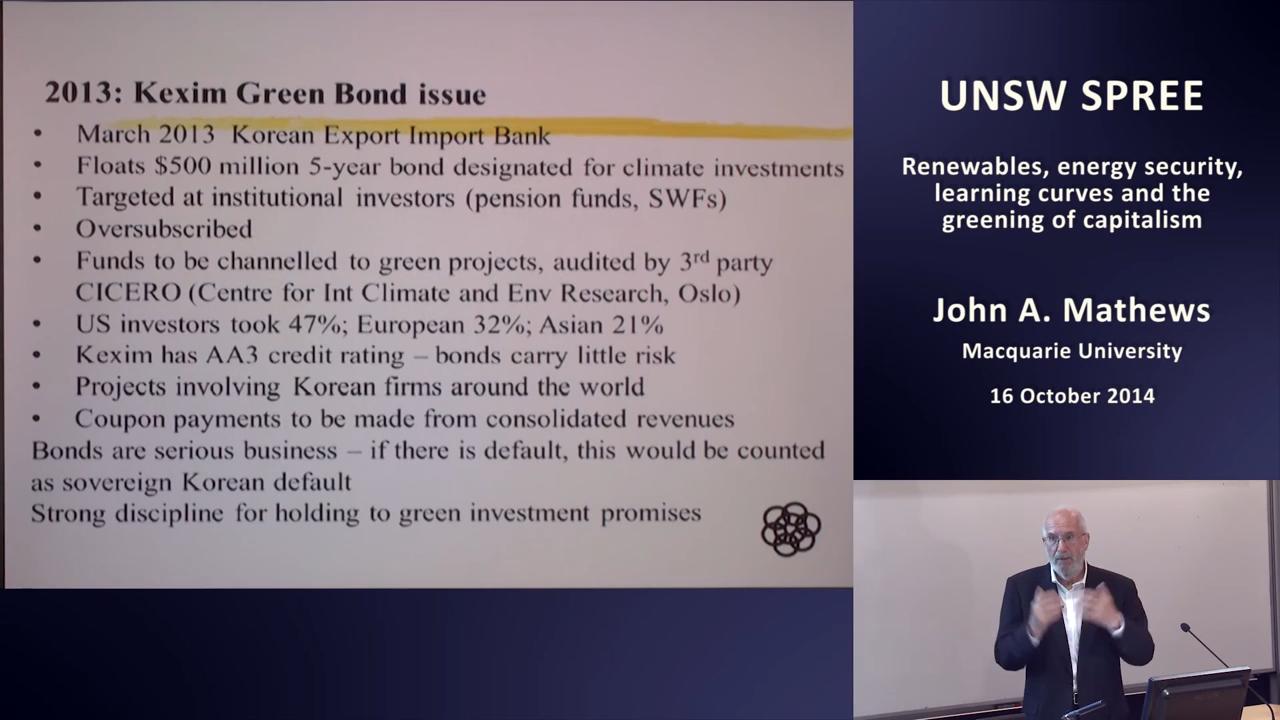 2013: Kexim Green Bond issue
• March 2013 Korean Export Import Bank
• Floats $500 million 5-year bond designated for climate investments
• Targeted at institutional investors (pension funds, SWFs)
• Oversubscribed
• Funds to be channelled to green projects, audited by 3rd party
CICERO (Centre for Int Climate and Env Research, Oslo)
• US investors took 47%; European 32%; Asian 21%
• Kexim has AA3 credit rating – bonds carry little risk
• Projects involving Korean firms around the world
• Coupon payments to be made from consolidated revenues
Bonds are serious business – if there is default, this would be counted
as sovereign Korean default
Strong discipline for holding to green investment promises
UNSW SPREE
Renewables, energy security,
learning curves and the
greening of capitalism
John A. Mathews
Macquarie University
16 October 2014